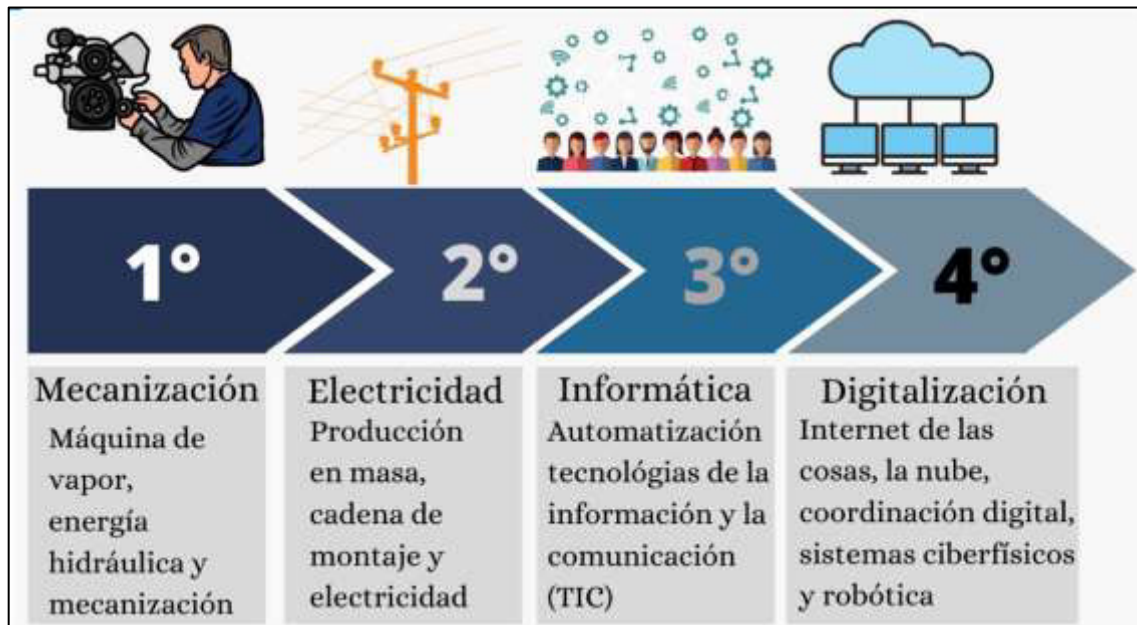 1°
2°
3°
4°
Mecanización
Máquina de
vapor,
energía
hidráulica y
mecanización
Electricidad
Producción
en masa,
cadena de
montaje y
electricidad
Informática
Automatización
tecnológias de la
información y la
comunicación
(TIC)
Digitalización
Internet de las
cosas, la nube,
coordinación digital,
sistemas ciberfísicos
y robótica